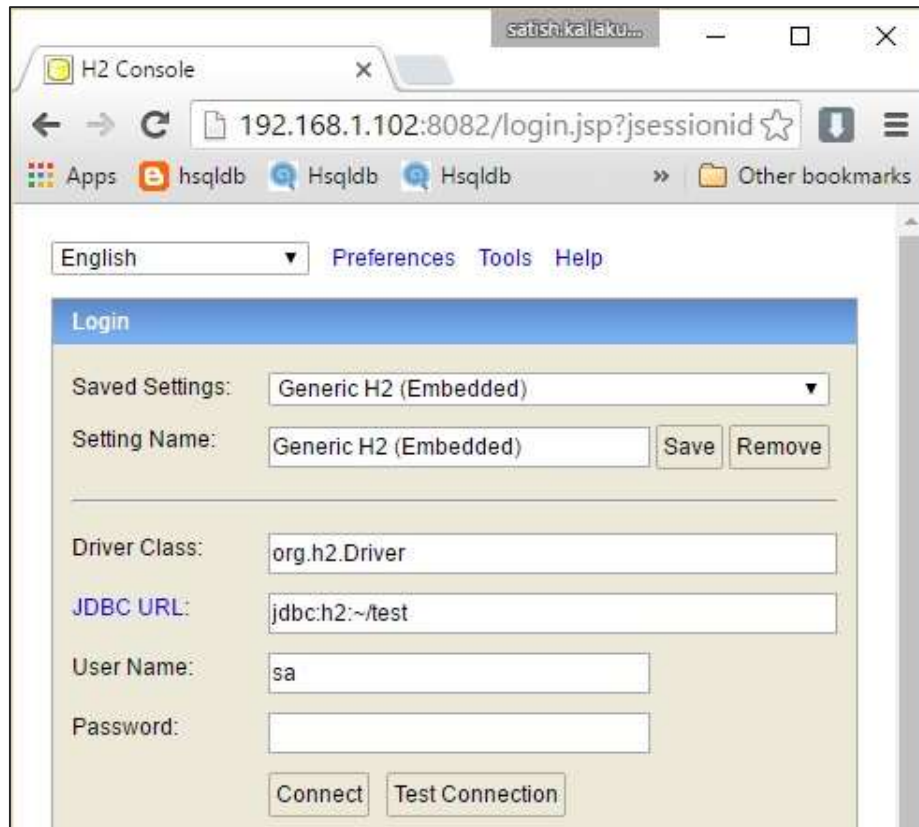 satish.kallaku...
H2 Console
192.168.1.102:8082/login.jsp?jsessionid
Apps hsqldb Hsqldb Hsqldb » Other bookmarks
English Preferences Tools Help
Login
Saved Settings: Generic H2 (Embedded)
Setting Name: Generic H2 (Embedded) Save Remove
Driver Class: org.h2.Driver
JDBC URL: jdbc:h2:~/test
User Name: sa
Password:
Connect Test Connection